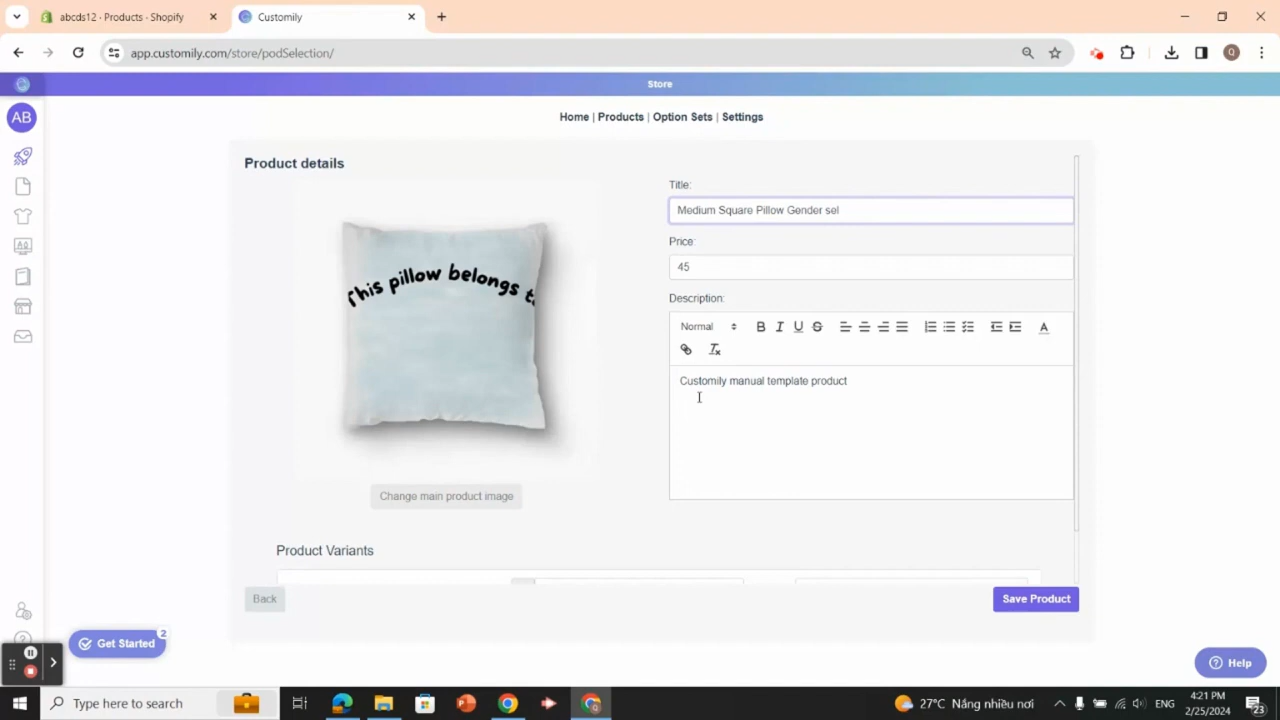 abcds12 - Products · Shopify
Customily
app.customily.com/store/podSelection/
Q
Store
AB
Home | Products | Option Sets | Settings
Product details
Title:
Medium Square Pillow Gender sel
Price:
45
Description:
Normal
B I U S
A
Customily manual template product
This pillow belongs t
Change main product image
Product Variants
Back
Save Product
Get Started
2
Help
Type here to search
27°C Nắng nhiều nơi
ENG
4:21 PM
2/25/2024
23